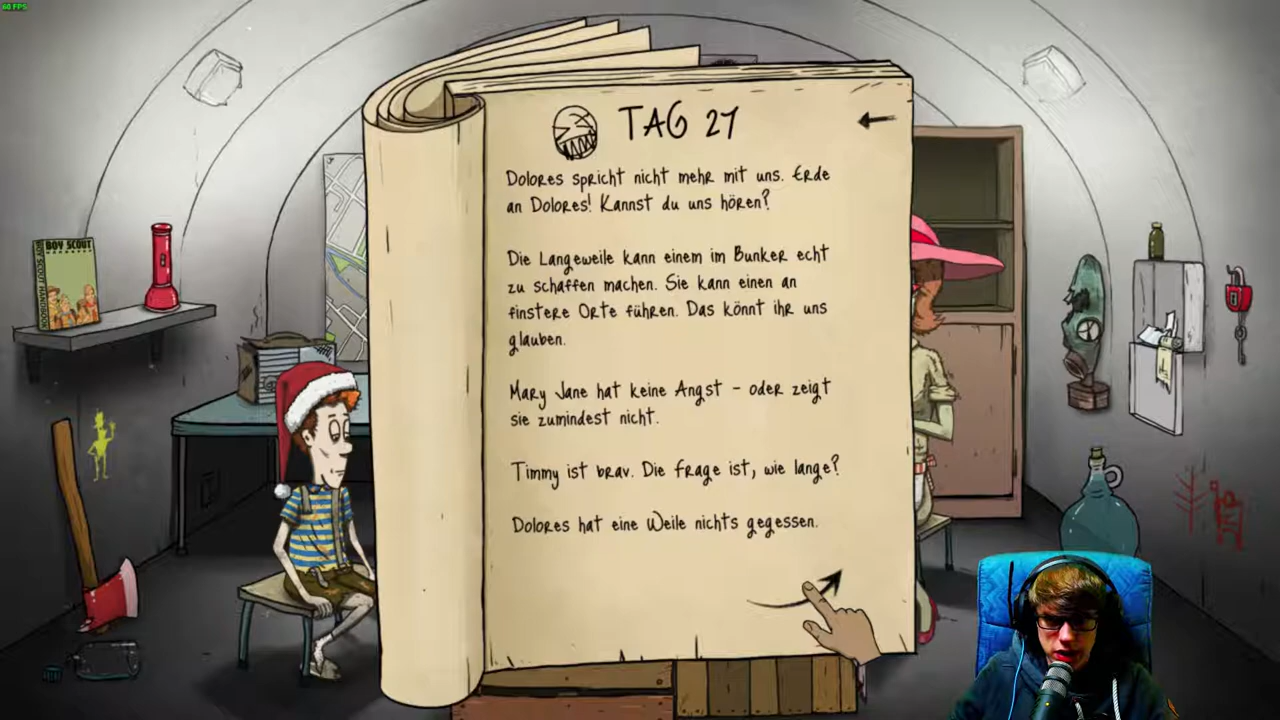 60 FPS
TAG 27
Dolores spricht nicht mehr mit uns. Erde
an Dolores! Kannst du uns hören?
Die Langeweile kann einem im Bunker echt
zu schaffen machen. Sie kann einen an
finstere Orte führen. Das könnt ihr uns
glauben.
Mary Jane hat keine Angst - oder zeigt
sie zumindest nicht.
Timmy ist brav. Die Frage ist, wie lange?
Dolores hat eine Weile nichts gegessen.
BOY SCOUT
BOY SCOUT HANDBOOK